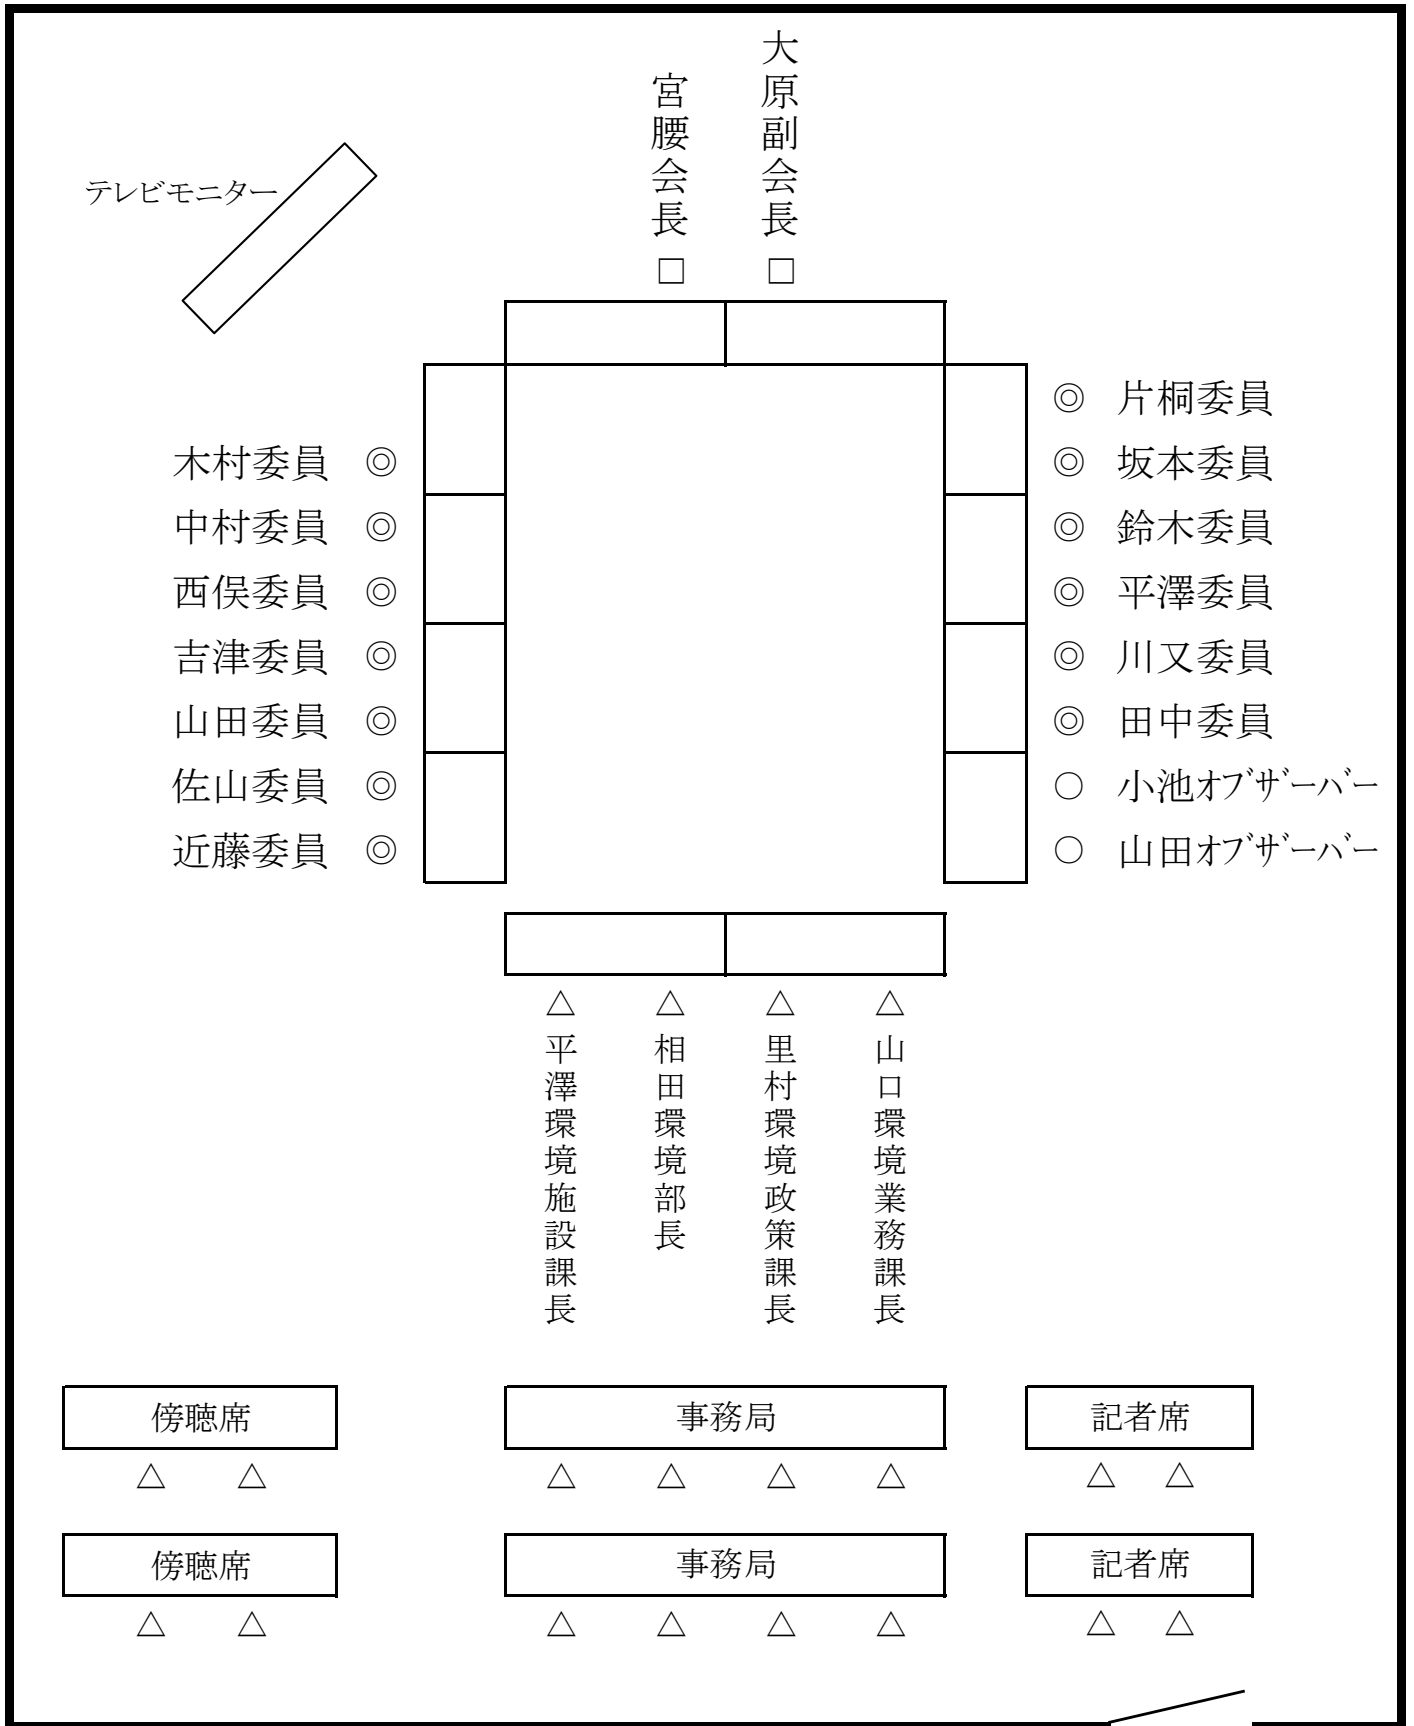 大原副会長 □
宮腰会長 □
テレビモニター
◎ 片桐委員
木村委員 ◎
◎ 坂本委員
中村委員 ◎
◎ 鈴木委員
西俣委員 ◎
◎ 平澤委員
吉津委員 ◎
◎ 川又委員
山田委員 ◎
◎ 田中委員
佐山委員 ◎
○ 小池ｵﾌﾞｻﾞｰﾊﾞｰ
近藤委員 ◎
○ 山田ｵﾌﾞｻﾞｰﾊﾞｰ
△ 平澤環境施設課長
△ 相田環境部長
△ 里村環境政策課長
△ 山口環境業務課長
傍聴席
事務局
記者席
△ △
△ △ △ △
△ △
傍聴席
事務局
記者席
△ △
△ △ △ △
△ △